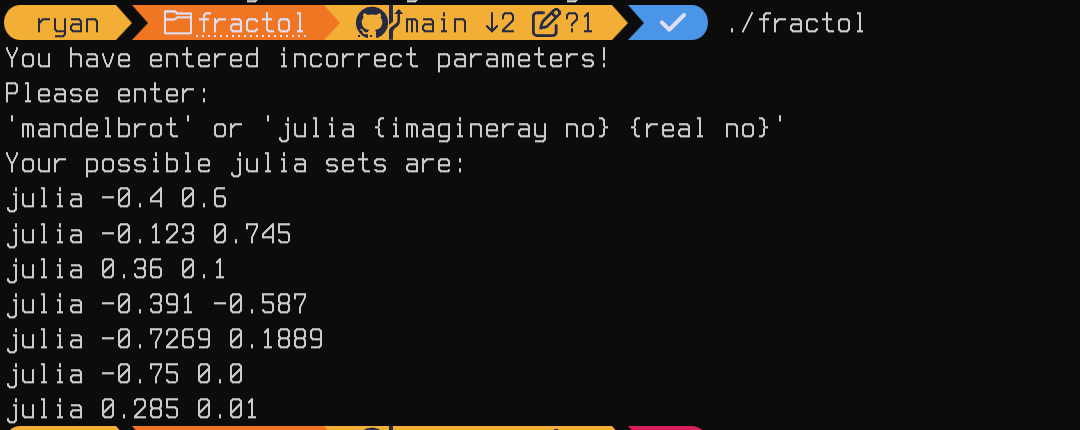 ryan fractol main ↓2 ?1 ./fractol
You have entered incorrect parameters!
Please enter:
'mandelbrot' or 'julia {imagineray no} {real no}'
Your possible julia sets are:
julia -0.4 0.6
julia -0.123 0.745
julia 0.36 0.1
julia -0.391 -0.587
julia -0.7269 0.1889
julia -0.75 0.0
julia 0.285 0.01